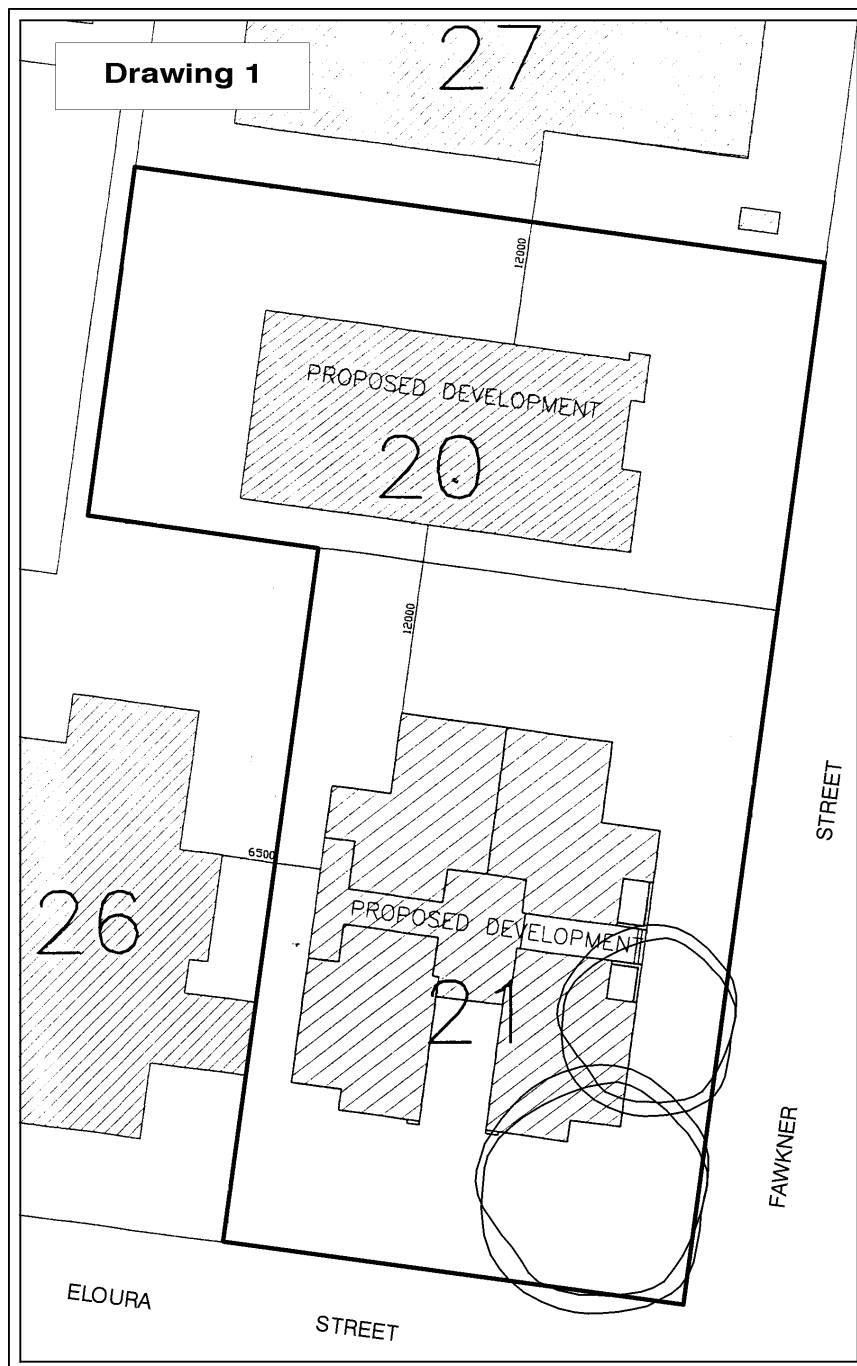 Drawing 1
27
12000
PROPOSED DEVELOPMENT
20
12000
STREET
6500
26
PROPOSED DEVELOPMENT
21
FAWKNER
ELOURA
STREET